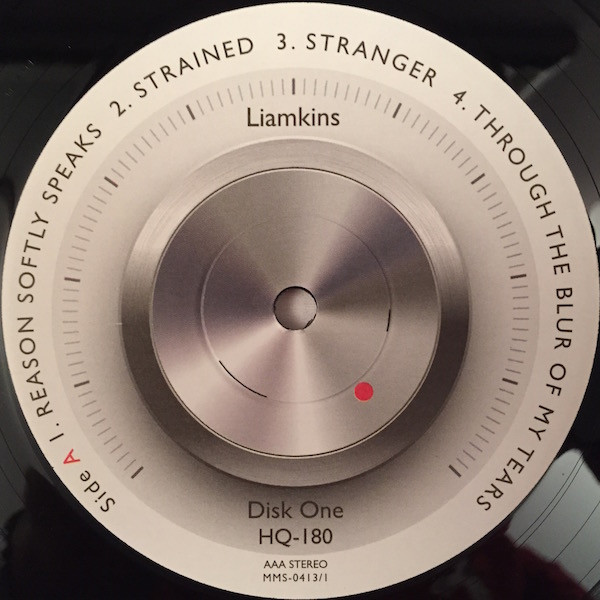 Side A 1. REASON SOFTLY SPEAKS 2. STRAINED 3. STRANGER 4. THROUGH THE BLUR OF MY TEARS
Liamkins
Disk One
HQ-180
AAA STEREO
MMS-0413/1